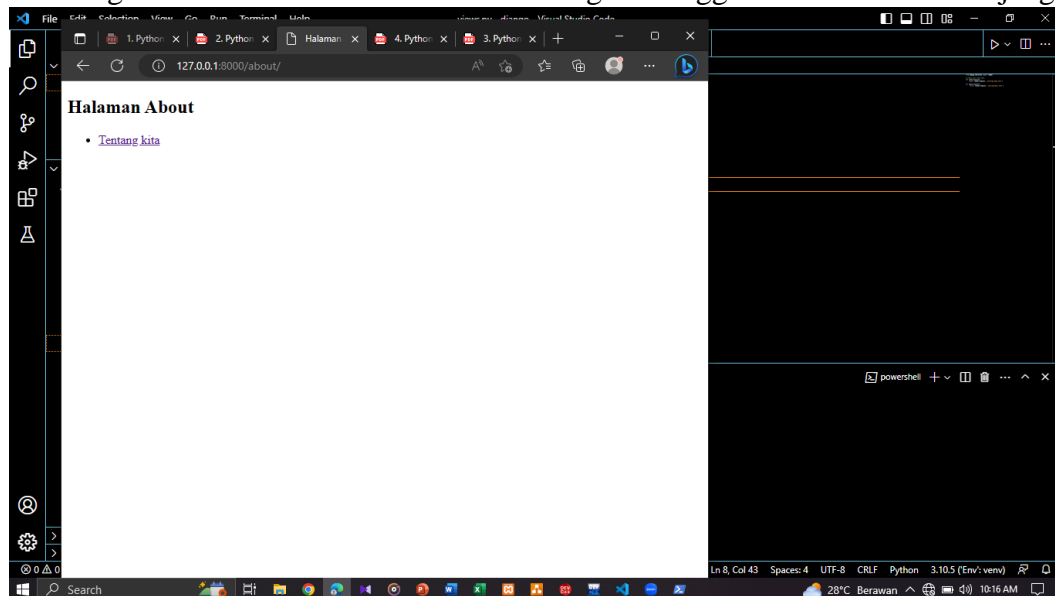 File Edit Selection View Go Run Terminal Help
views.py - django - Visual Studio Code
1. Python
2. Python
Halaman
4. Python
3. Python
127.0.0.1:8000/about/
Halaman About
Tentang kita
powershell
0 0
Ln 8, Col 43 Spaces: 4 UTF-8 CRLF Python 3.10.5 ('Env': venv)
Search
28°C Berawan 10:16 AM